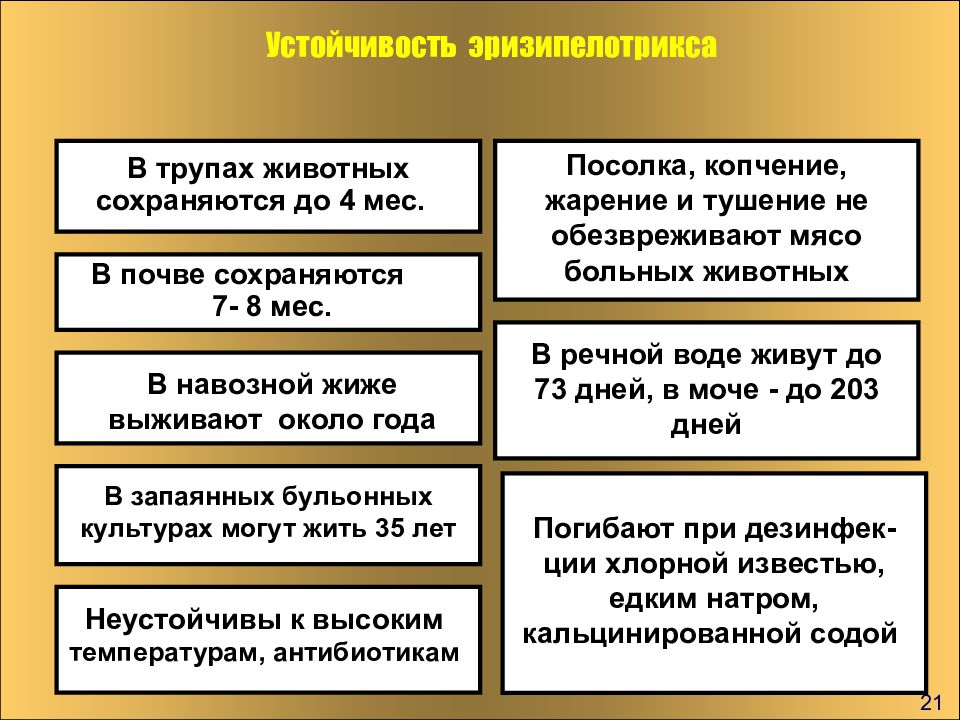 Устойчивость эризипелотрикса
В трупах животных
сохраняются до 4 мес.
В почве сохраняются
7- 8 мес.
В навозной жиже
выживают около года
В запаянных бульонных
культурах могут жить 35 лет
Неустойчивы к высоким
температурам, антибиотикам
Посолка, копчение,
жарение и тушение не
обезвреживают мясо
больных животных
В речной воде живут до
73 дней, в моче - до 203
дней
Погибают при дезинфек-
ции хлорной известью,
едким натром,
кальцинированной содой
21